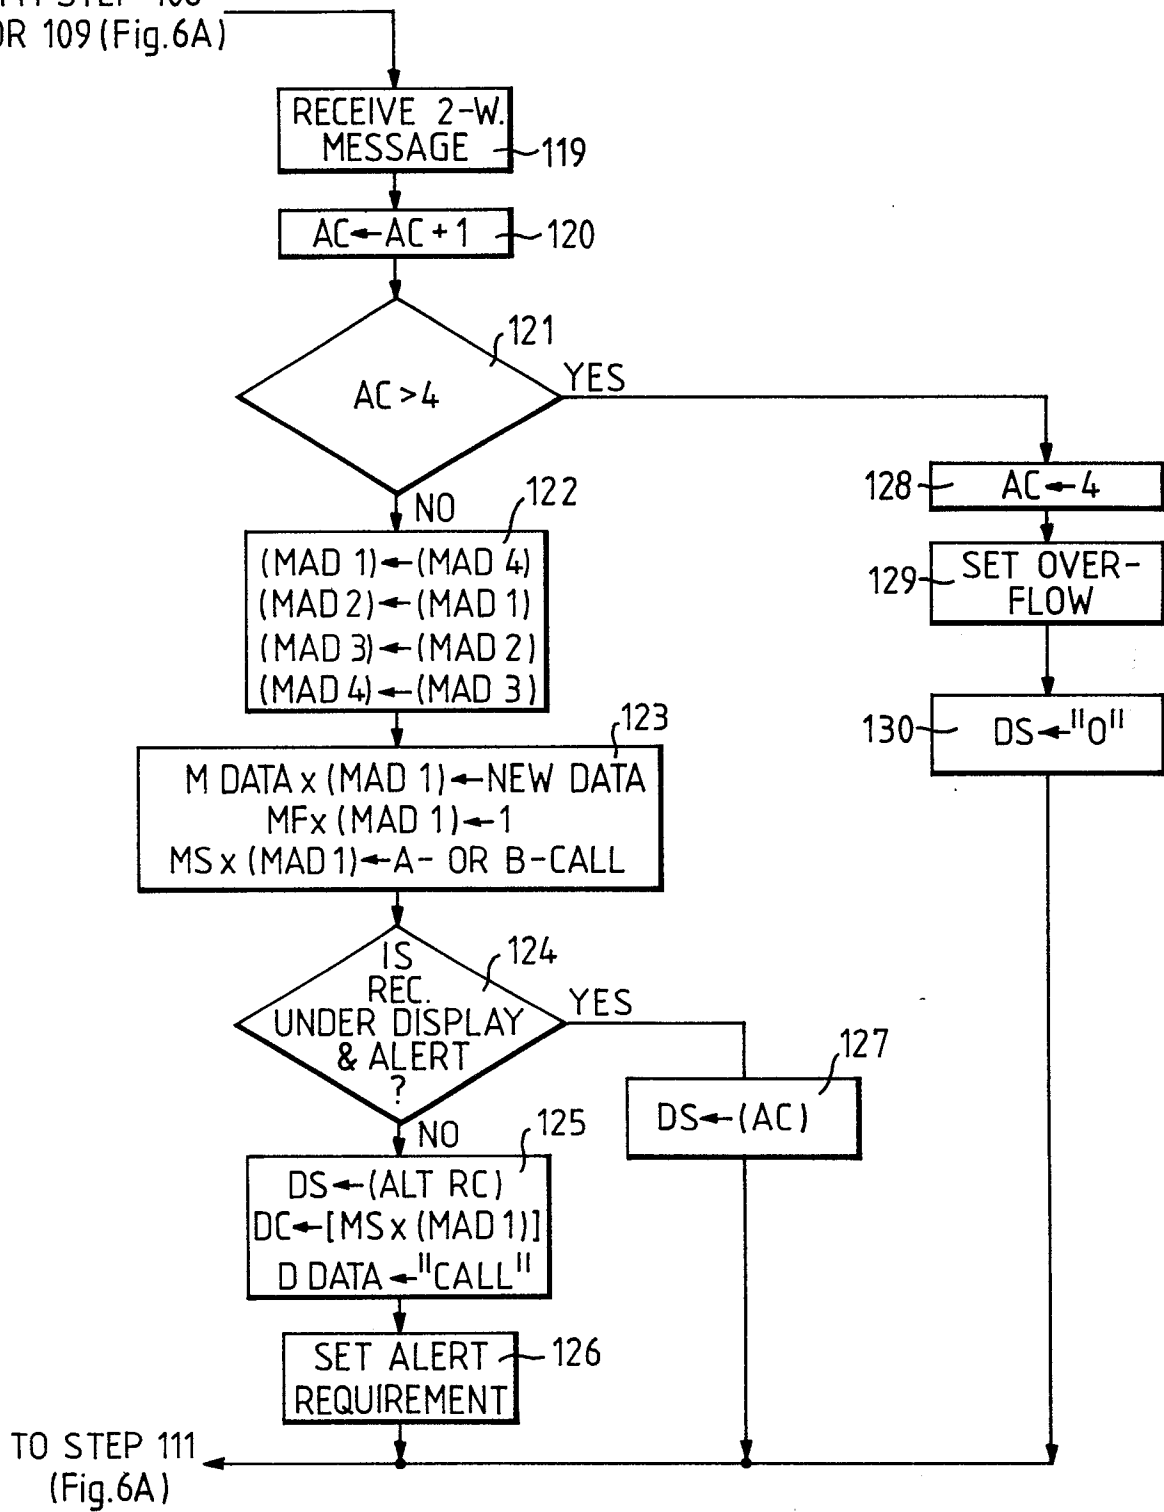 STEP 108
OR 109 (Fig.6A)
RECEIVE 2-W.
MESSAGE
119
AC←AC+1
120
121
AC>4
YES
NO
122
(MAD 1)←(MAD 4)
(MAD 2)←(MAD 1)
(MAD 3)←(MAD 2)
(MAD 4)←(MAD 3)
128
AC←4
129
SET OVER-
FLOW
130
DS←"0"
123
M DATA x (MAD 1)←NEW DATA
MFx (MAD 1)←1
MS x (MAD 1)←A- OR B-CALL
124
IS
REC.
UNDER DISPLAY
& ALERT
?
YES
NO
127
DS←(AC)
125
DS←(ALT RC)
DC←[MS x (MAD 1)]
D DATA←"CALL"
SET ALERT
REQUIREMENT
126
TO STEP 111
(Fig.6A)